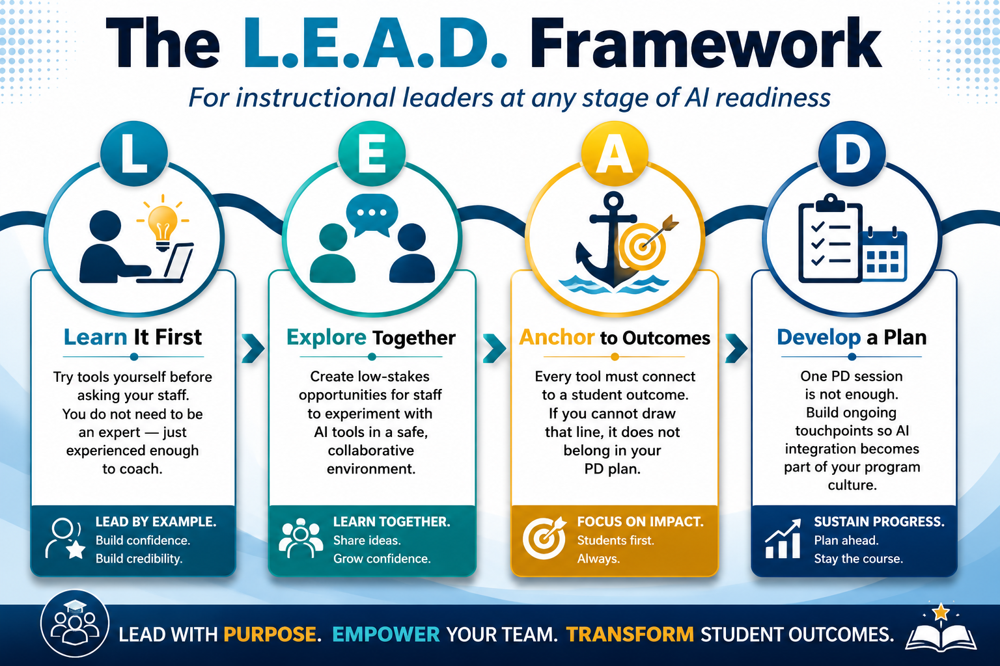 The L.E.A.D. Framework
For instructional leaders at any stage of AI readiness
L
Learn It First
Try tools yourself before
asking your staff.
You do not need to be
an expert — just
experienced enough
to coach.
LEAD BY EXAMPLE.
Build confidence.
Build credibility.
E
Explore Together
Create low-stakes
opportunities for staff
to experiment with
AI tools in a safe,
collaborative
environment.
LEARN TOGETHER.
Share ideas.
Grow confidence.
A
Anchor to Outcomes
Every tool must connect
to a student outcome.
If you cannot draw
that line, it does not
belong in your
PD plan.
FOCUS ON IMPACT.
Students first.
Always.
D
Develop a Plan
One PD session
is not enough.
Build ongoing
touchpoints so AI
integration becomes
part of your program
culture.
SUSTAIN PROGRESS.
Plan ahead.
Stay the course.
LEAD WITH PURPOSE. EMPOWER YOUR TEAM. TRANSFORM STUDENT OUTCOMES.